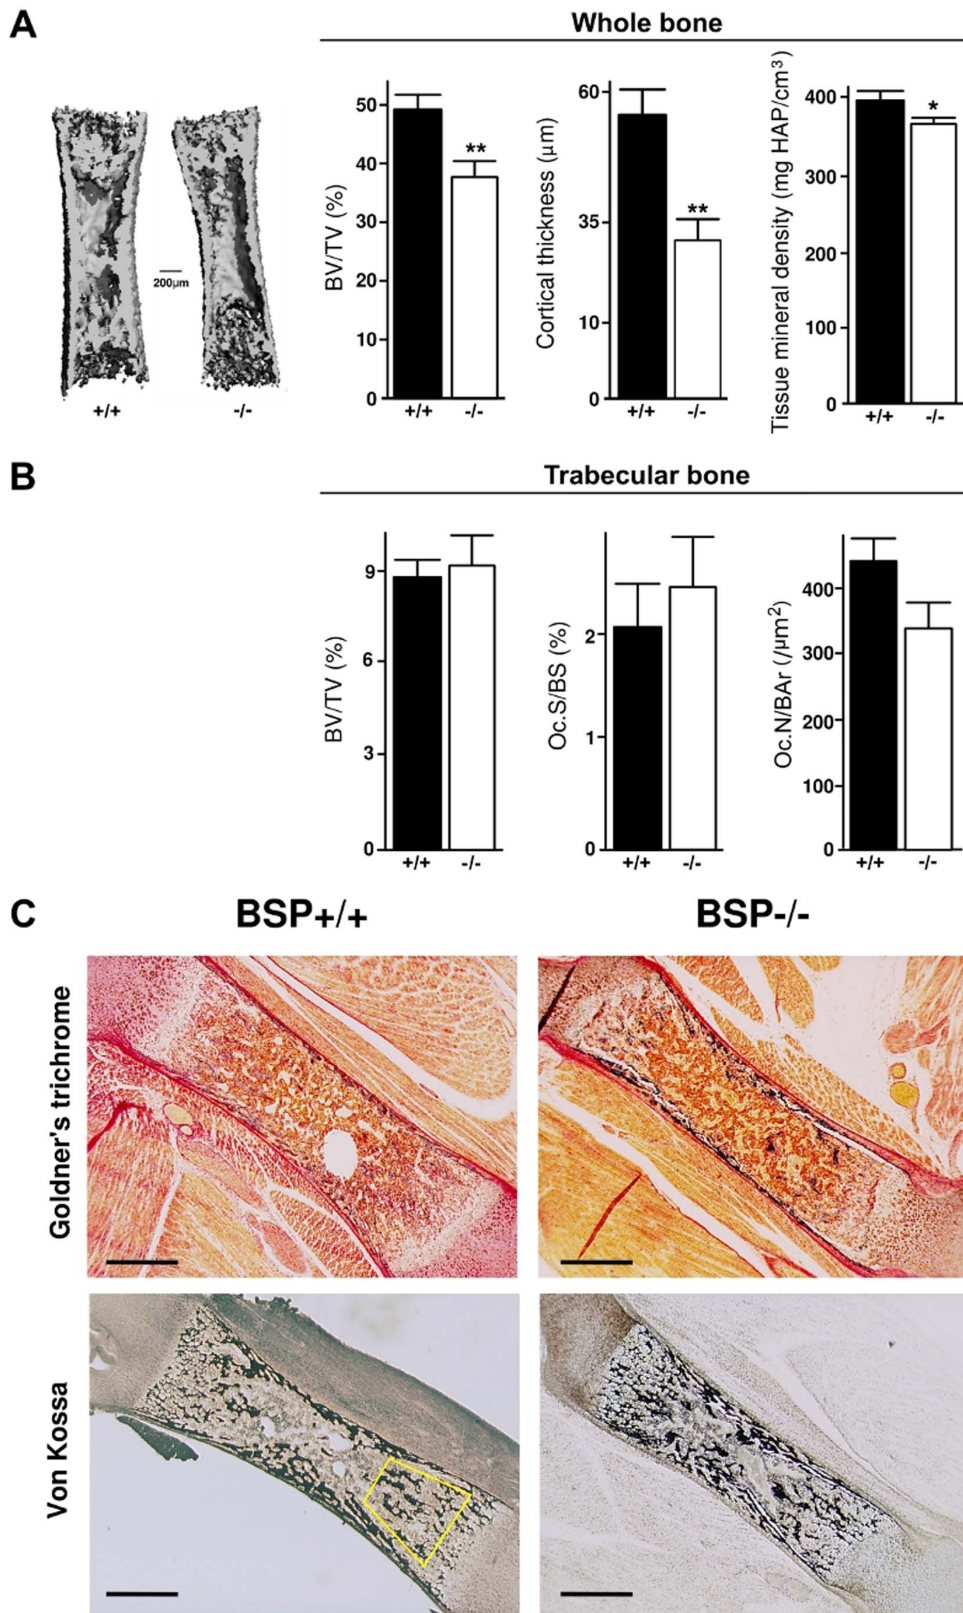 A
Whole bone
200µm
+/+
-/-
BV/TV (%)
50
40
30
20
10
0
+/+
-/-
**
Cortical thickness (µm)
60
35
10
0
+/+
-/-
**
Tissue mineral density (mg HAP/cm³)
400
300
200
100
0
+/+
-/-
*
B
Trabecular bone
BV/TV (%)
9
6
3
0
+/+
-/-
Oc.S/BS (%)
2
1
0
+/+
-/-
Oc.N/BAr (/µm²)
400
300
200
100
0
+/+
-/-
C
BSP+/+
BSP-/-
Goldner's trichrome
Von Kossa